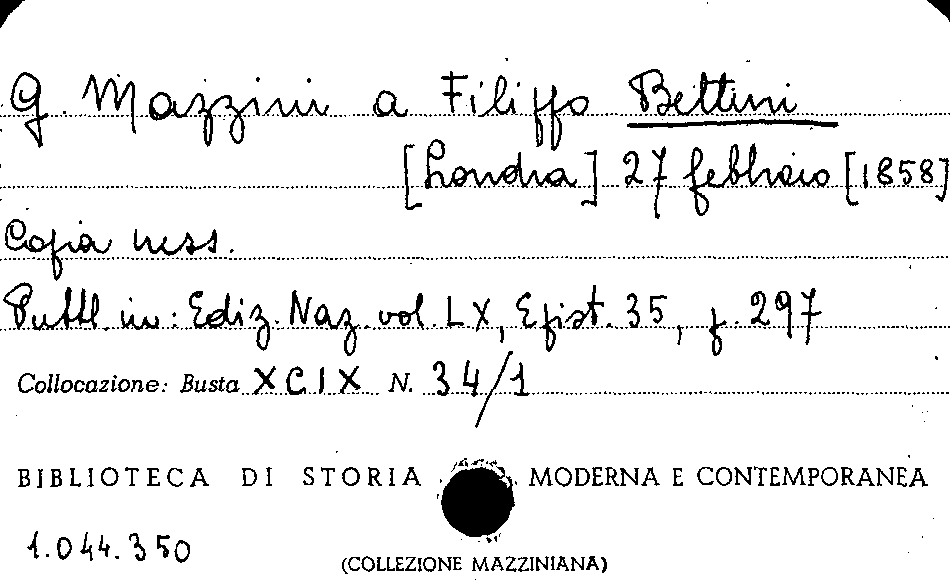 G. Mazzini a Filippo Bettini
[Londra] 27 febbraio [1858]
Copia mss.
Pubbl. in: Ediz. Naz. vol. LX, Epist. 35, p. 297
Collocazione: Busta XCIX N. 34/1
BIBLIOTECA DI STORIA MODERNA E CONTEMPORANEA
1.044.350
(COLLEZIONE MAZZINIANA)